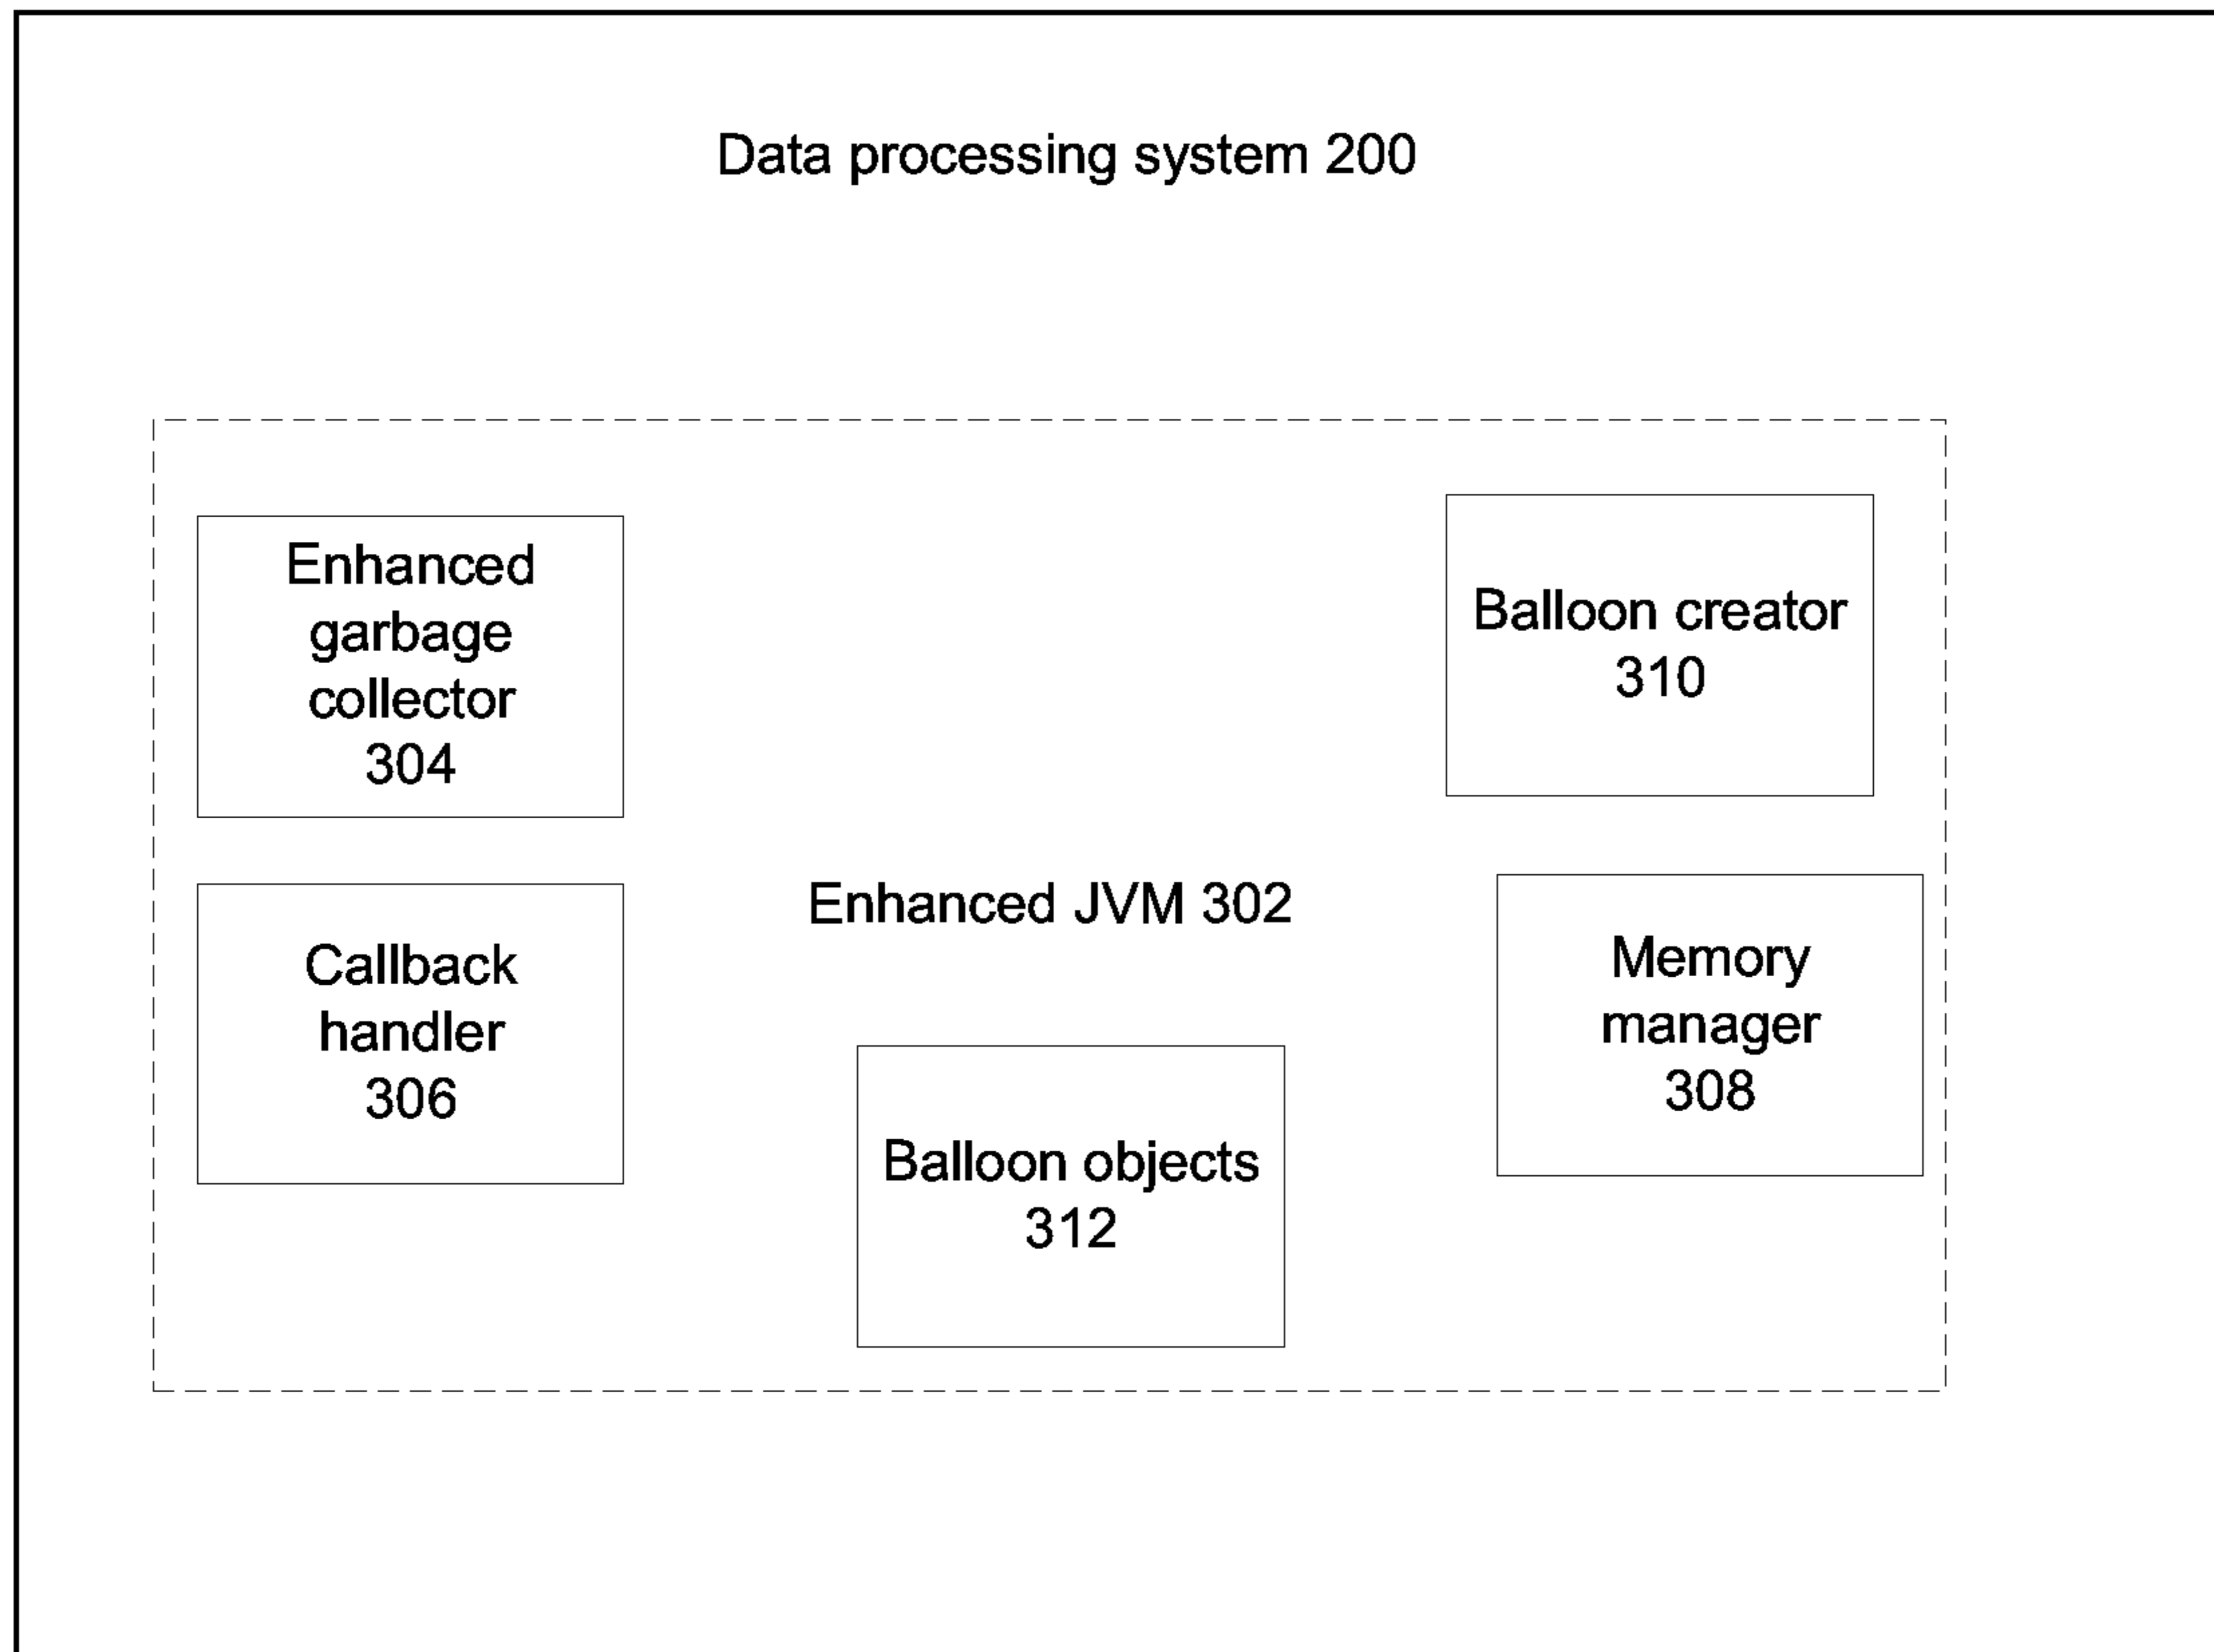 Data processing system 200
Enhanced
garbage
collector
304
Balloon creator
310
Enhanced JVM 302
Callback
handler
306
Memory
manager
308
Balloon objects
312